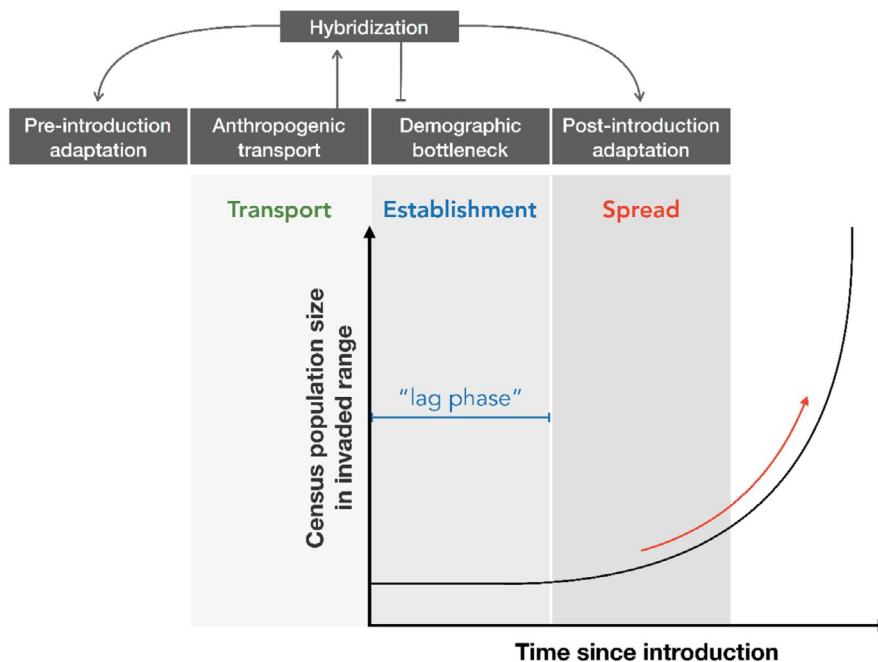 Hybridization
Pre-introduction
adaptation
Anthropogenic
transport
Demographic
bottleneck
Post-introduction
adaptation
Transport
Establishment
Spread
Census population size
in invaded range
“lag phase”
Time since introduction